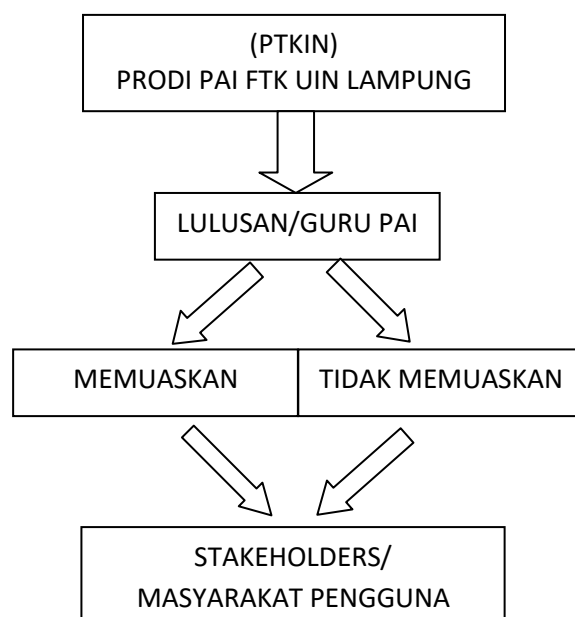 (PTKIN)
PRODI PAI FTK UIN LAMPUNG
LULUSAN/GURU PAI
MEMUASKAN
TIDAK MEMUASKAN
STAKEHOLDERS/
MASYARAKAT PENGGUNA